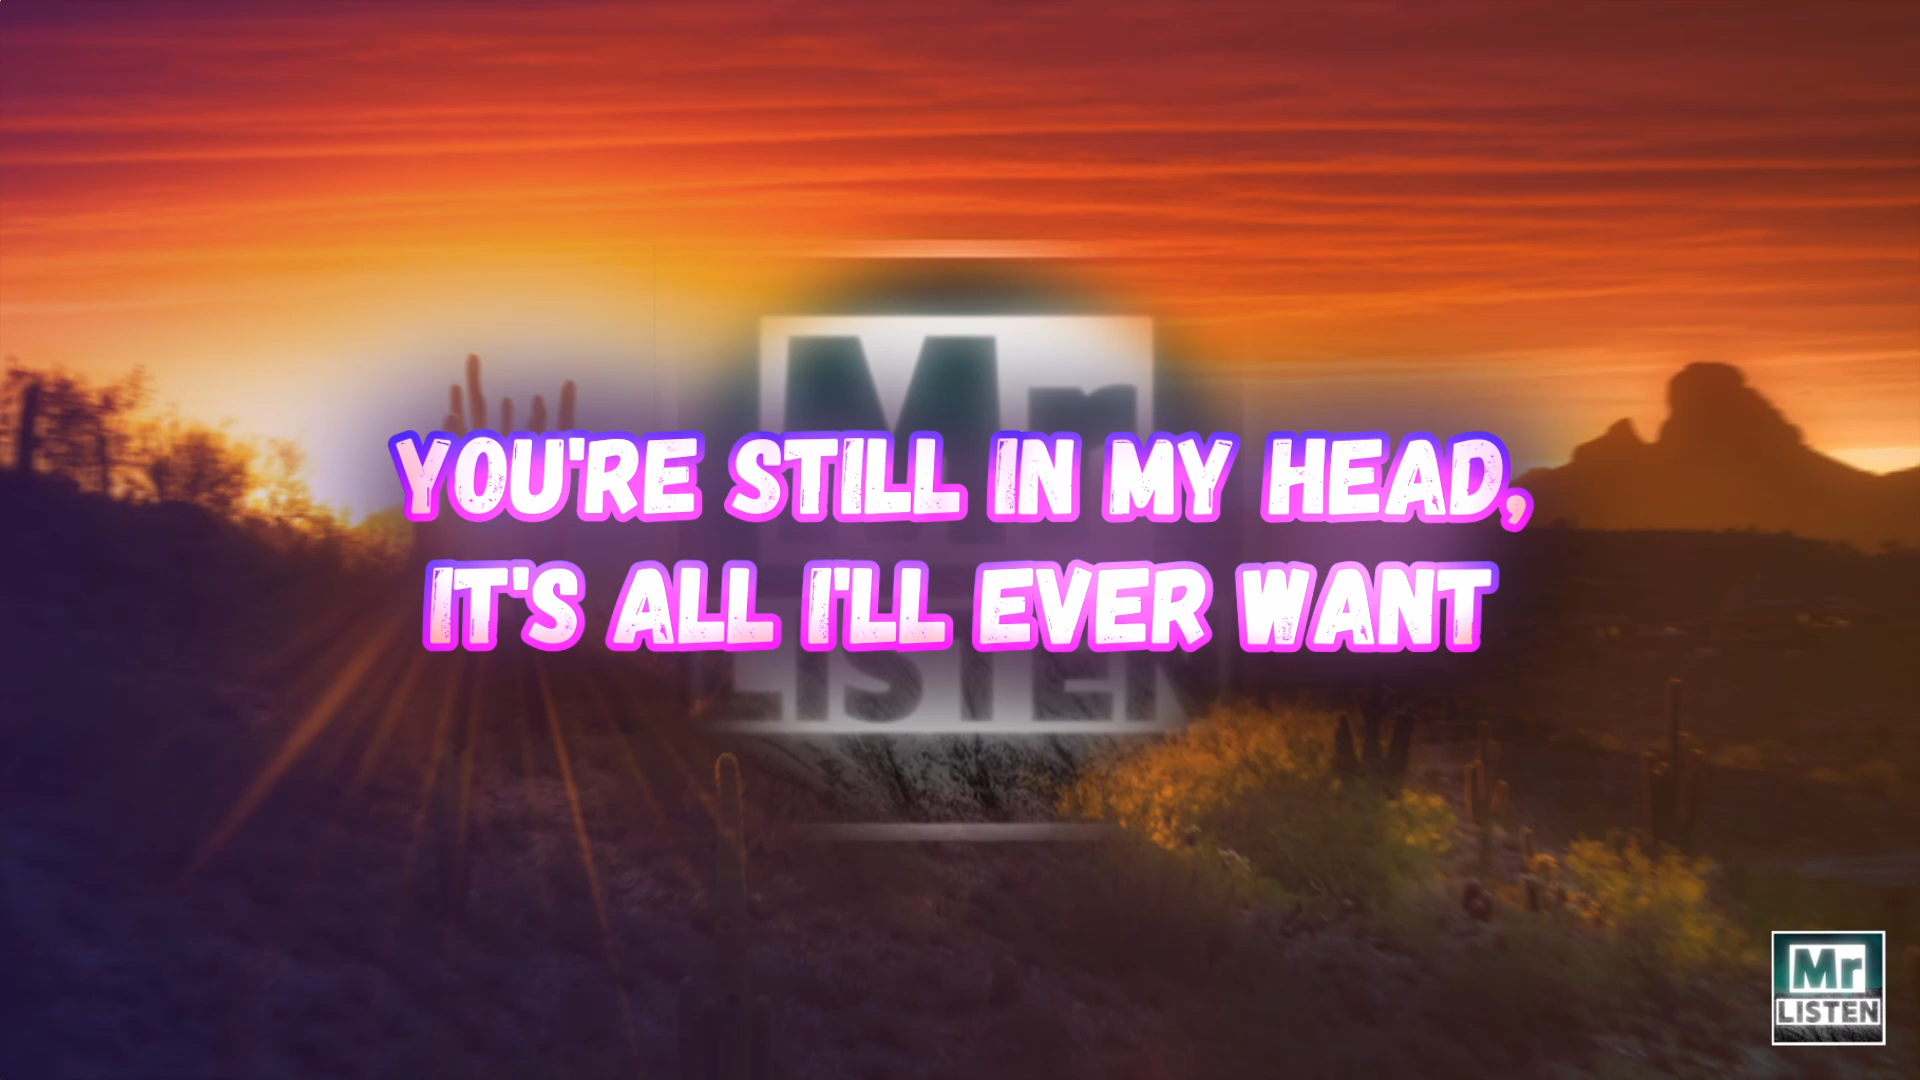 Mr
YOU'RE STILL IN MY HEAD,
IT'S ALL I'LL EVER WANT
LISTEN
Mr
LISTEN